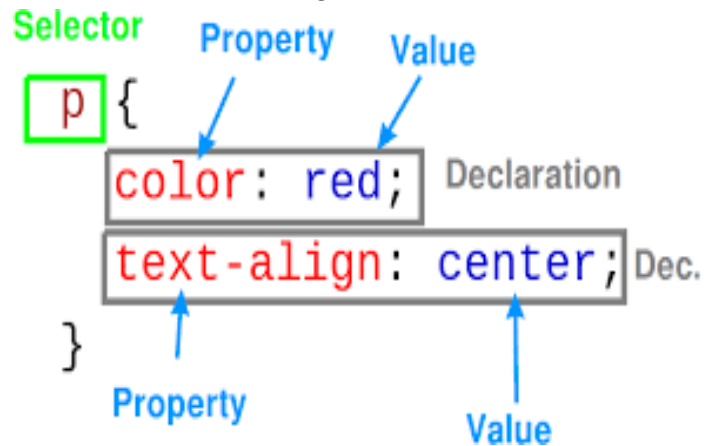 Selector
Property Value
p {
color: red; Declaration
text-align: center; Dec.
}
Property
Value